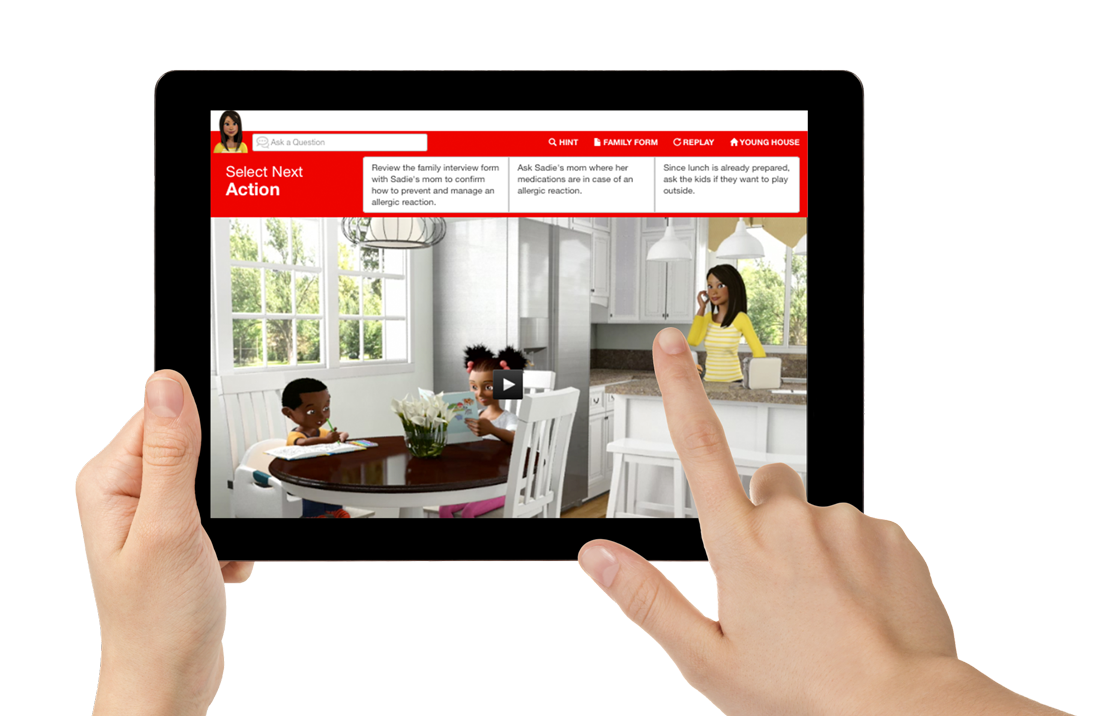 Ask a Question
HINT
FAMILY FORM
REPLAY
YOUNG HOUSE
Select Next
Action
Review the family interview form
with Sadie's mom to confirm
how to prevent and manage an
allergic reaction.
Ask Sadie's mom where her
medications are in case of an
allergic reaction.
Since lunch is already prepared,
ask the kids if they want to play
outside.